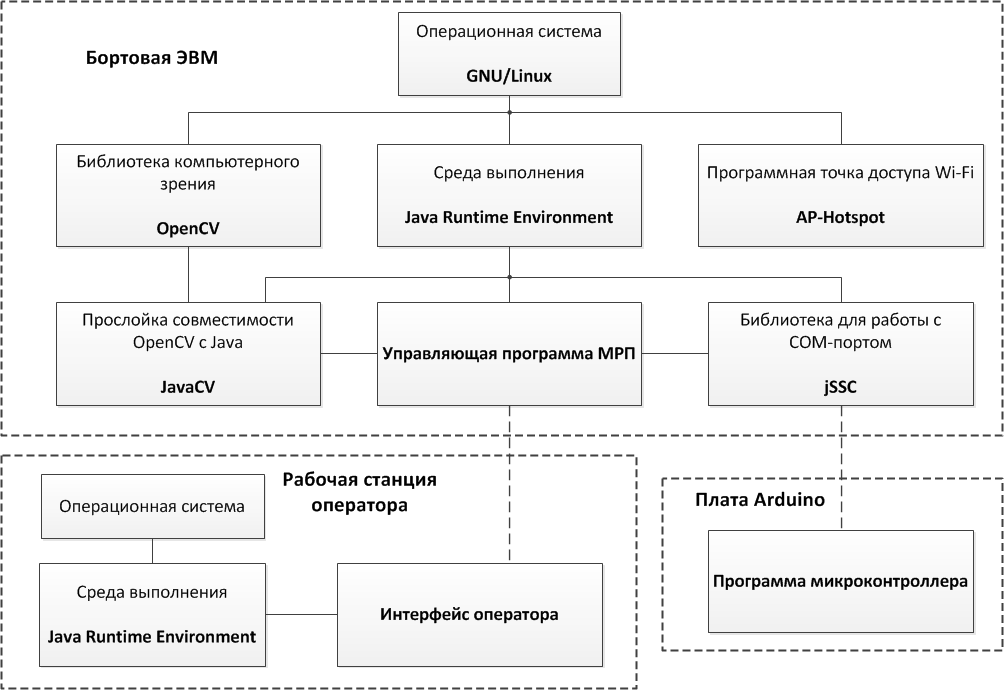 Бортовая ЭВМ
Операционная система
GNU/Linux
Библиотека компьютерного
зрения
OpenCV
Среда выполнения
Java Runtime Environment
Программная точка доступа Wi-Fi
AP-Hotspot
Прослойка совместимости
OpenCV с Java
JavaCV
Управляющая программа МРП
Библиотека для работы с
COM-портом
jSSC
Рабочая станция
оператора
Операционная система
Среда выполнения
Java Runtime Environment
Интерфейс оператора
Плата Arduino
Программа микроконтроллера